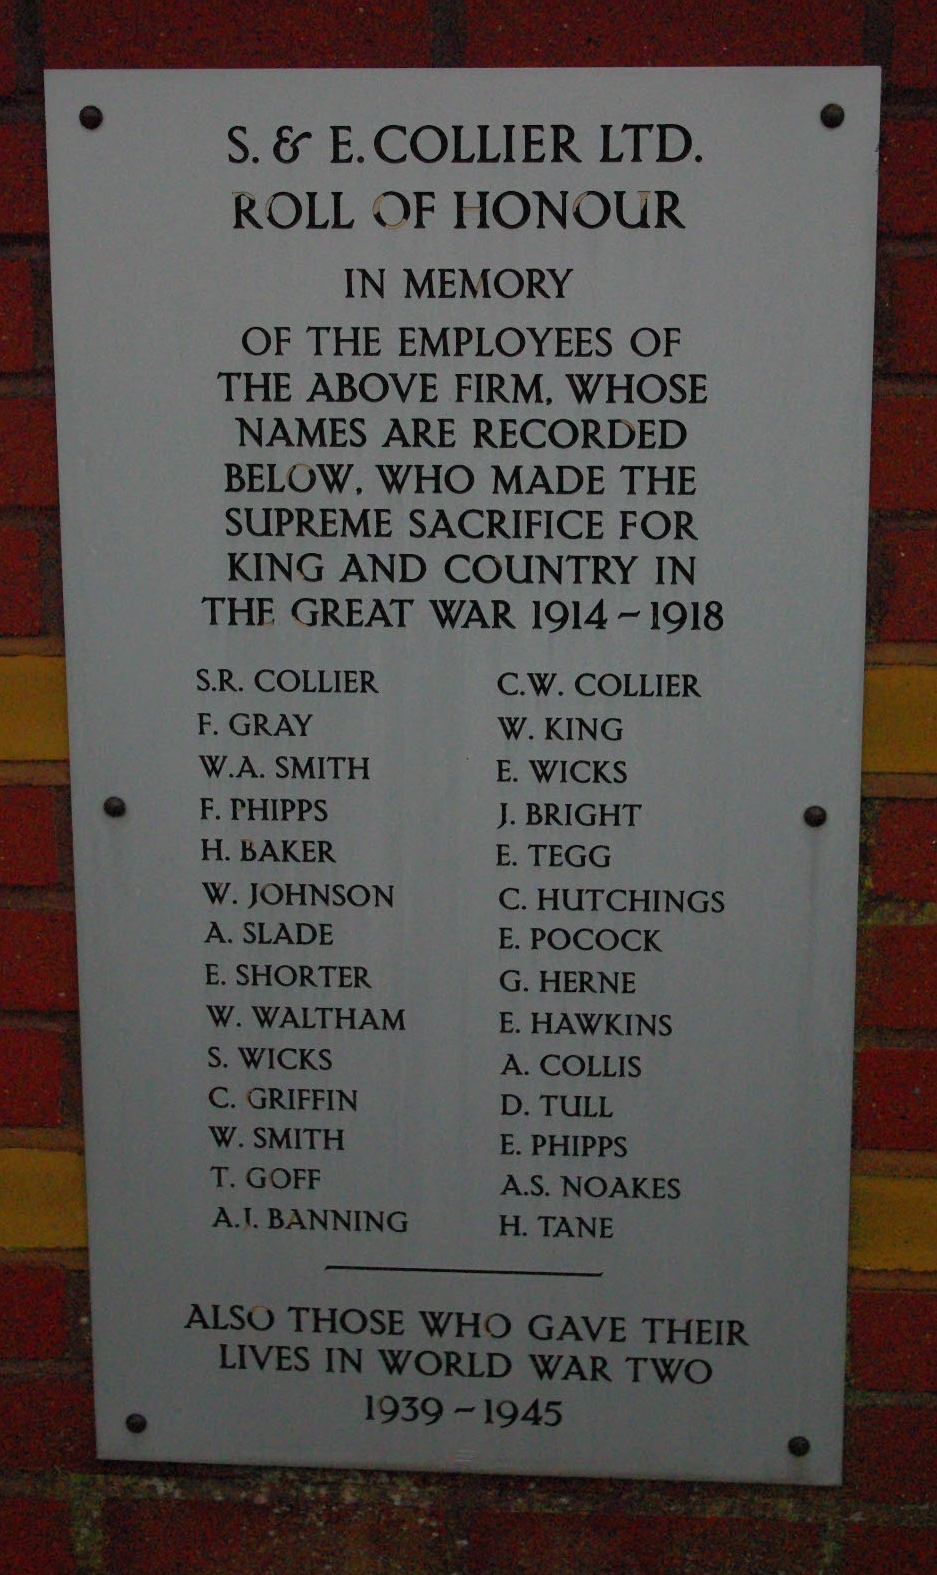 S. & E. COLLIER LTD.
ROLL OF HONOUR
IN MEMORY
OF THE EMPLOYEES OF
THE ABOVE FIRM, WHOSE
NAMES ARE RECORDED
BELOW, WHO MADE THE
SUPREME SACRIFICE FOR
KING AND COUNTRY IN
THE GREAT WAR 1914 – 1918
S.R. COLLIER
F. GRAY
W.A. SMITH
F. PHIPPS
H. BAKER
W. JOHNSON
A. SLADE
E. SHORTER
W. WALTHAM
S. WICKS
C. GRIFFIN
W. SMITH
T. GOFF
A.J. BANNING
C.W. COLLIER
W. KING
E. WICKS
J. BRIGHT
E. TEGG
C. HUTCHINGS
E. POCOCK
G. HERNE
E. HAWKINS
A. COLLIS
D. TULL
E. PHIPPS
A.S. NOAKES
H. TANE
ALSO THOSE WHO GAVE THEIR
LIVES IN WORLD WAR TWO
1939 – 1945